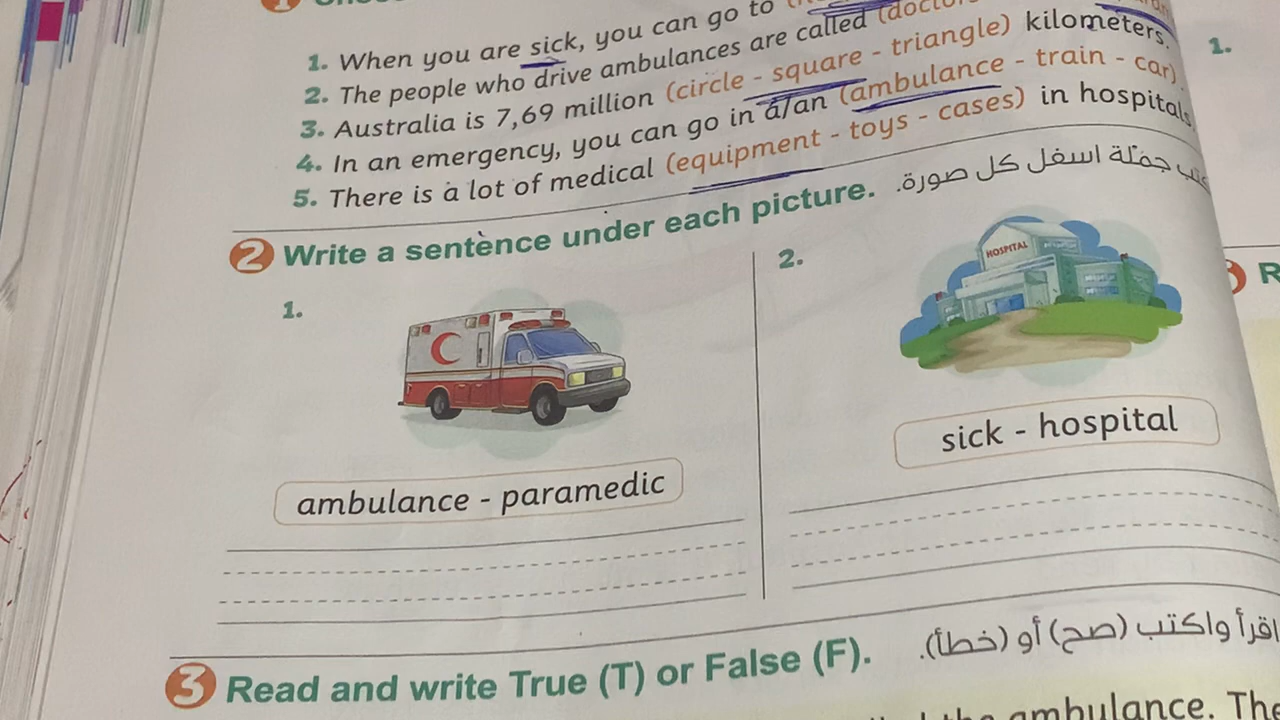 1. When you are sick, you can go to
2. The people who drive ambulances are called
3. Australia is 7,69 million (circle - square - triangle) kilometers.
4. In an emergency, you can go in a/an (ambulance - train - car)
5. There is a lot of medical (equipment - toys - cases) in hospitals
2 Write a sentence under each picture. جملة اسفل كل صورة.
1.
1.
2.
HOSPITAL
ambulance - paramedic
sick - hospital
3 Read and write True (T) or False (F). اقرأ واكتب (صح) أو (خطأ).
the ambulance. The